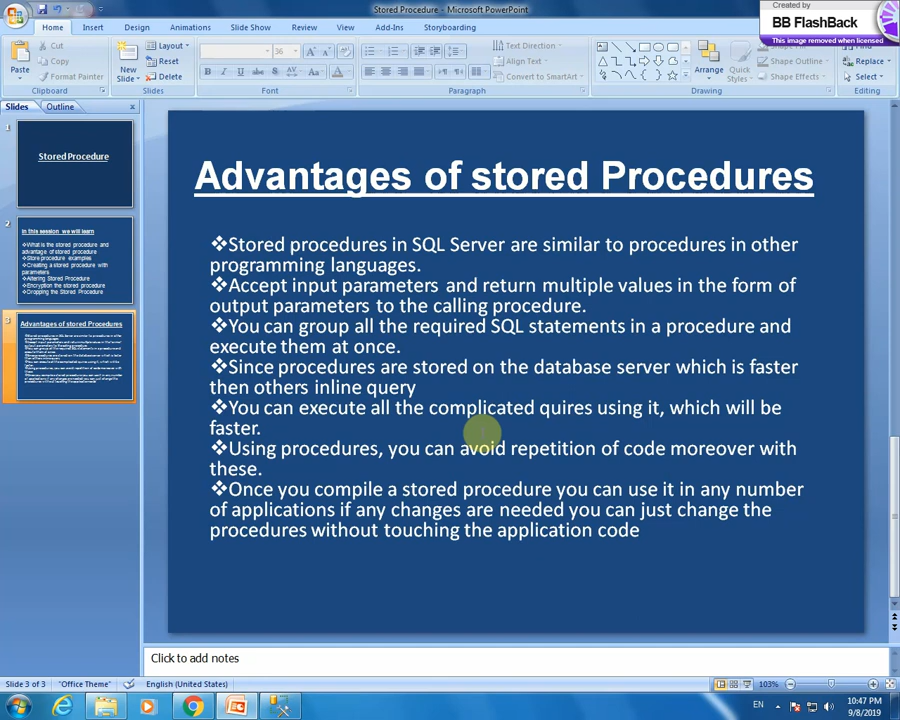 Stored Procedure - Microsoft PowerPoint
Created by
BB FlashBack
This image removed when licensed
Home Insert Design Animations Slide Show Review View Add-Ins Storyboarding
Paste
Cut
Copy
Format Painter
Clipboard
New
Slide
Layout
Reset
Delete
Slides
36
Font
Text Direction
Align Text
Convert to SmartArt
Paragraph
Arrange
Quick
Styles
Shape Outline
Shape Effects
Drawing
Replace
Select
Editing
Slides Outline
1
Stored Procedure
2
In this session we will learn
❖What is the stored procedure and
advantage of stored procedure
❖Store procedure examples
❖Creating a stored procedure with
parameters
❖Altering Stored Procedure
❖Encryption the stored procedure
❖Dropping the Stored Procedure
3
Advantages of stored Procedures
Advantages of stored Procedures
❖Stored procedures in SQL Server are similar to procedures in other
programming languages.
❖Accept input parameters and return multiple values in the form of
output parameters to the calling procedure.
❖You can group all the required SQL statements in a procedure and
execute them at once.
❖Since procedures are stored on the database server which is faster
then others inline query
❖You can execute all the complicated quires using it, which will be
faster.
❖Using procedures, you can avoid repetition of code moreover with
these.
❖Once you compile a stored procedure you can use it in any number
of applications if any changes are needed you can just change the
procedures without touching the application code
Click to add notes
Slide 3 of 3 "Office Theme" English (United States) 103%
EN 10:47 PM
9/8/2019